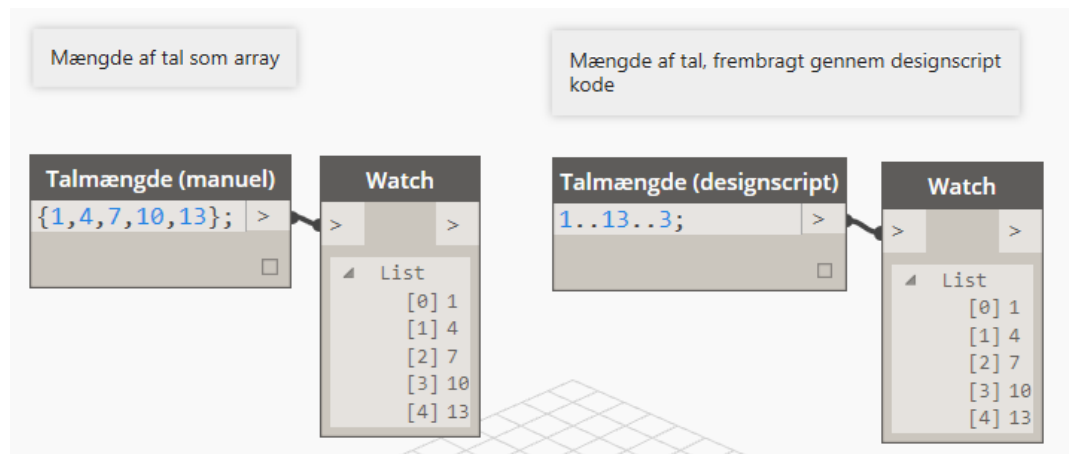 Mængde af tal som array
Mængde af tal, frembragt gennem designscript
kode
Talmængde (manuel)
{1,4,7,10,13};
>
Watch
>
>
List
[0] 1
[1] 4
[2] 7
[3] 10
[4] 13
Talmængde (designscript)
1..13..3;
>
Watch
>
>
List
[0] 1
[1] 4
[2] 7
[3] 10
[4] 13